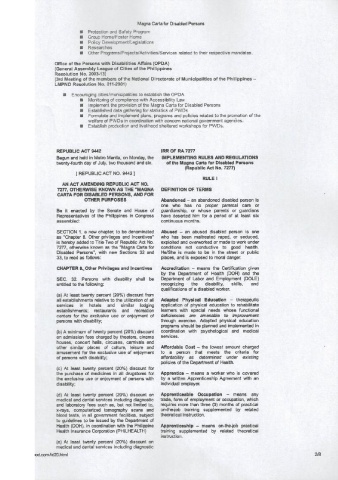 Magna Carta for Disabled Persons
Protection and Safety Program
Group Home/Foster Home
Policy Development/Legislations
Researches
Other Programs/Projects/Activities/Services related to their respective mandates.
Office of the Persons with Disabilities Affairs (OPDA)
(General Assembly League of Cities of the Philippines
Resolution No. 2003-13)
(3rd Meeting of the members of the National Directorate of Municipalities of the Philippines –
LMPND Resolution No. 011-2001)
Encouraging cities/municipalities to establish the OPDA
Monitoring of compliance with Accessibility Law
Implement the provision of the Magna Carta for Disabled Persons
Established data gathering for statistics of PWDs
Formulate and implement plans, programs and policies related to the promotion of the
welfare of PWDs in coordination with concern national government agencies.
Establish production and livelihood sheltered workshops for PWDs.
REPUBLIC ACT 9442
Begun and held in Metro Manila, on Monday, the
twenty-fourth day of July, two thousand and six.
[ REPUBLIC ACT NO. 9442 ]
AN ACT AMENDING REPUBLIC ACT NO.
7277, OTHERWISE KNOWN AS THE "MAGNA
CARTA FOR DISABLED PERSONS, AND FOR
OTHER PURPOSES
Be it enacted by the Senate and House of
Representatives of the Philippines in Congress
assembled:
SECTION 1. A new chapter, to be denominated
as "Chapter 8. Other privileges and Incentives"
is hereby added to Title Two of Republic Act No.
7277, otherwise known as the "Magna Carta for
Disabled Persons", with new Sections 32 and
33, to read as follows:
CHAPTER 8. Other Privileges and Incentives
SEC. 32. Persons with disability shall be
entitled to the following:
(a) At least twenty percent (20%) discount from
all establishments relative to the utilization of all
services in hotels and similar lodging
establishments; restaurants and recreation
centers for the exclusive use or enjoyment of
persons with disability;
(b) A minimum of twenty percent (20%) discount
on admission fees charged by theaters, cinema
houses, concert halls, circuses, carnivals and
other similar places of culture, leisure and
amusement for the exclusive use of enjoyment
of persons with disability;
(c) At least twenty percent (20%) discount for
the purchase of medicines in all drugstores for
the exclusive use or enjoyment of persons with
disability;
(d) At least twenty percent (20%) discount on
medical and dental services including diagnostic
and laboratory fees such as, but not limited to,
x-rays, computerized tomography scans and
blood tests, in all government facilities, subject
to guidelines to be issued by the Department of
Health (DOH), in coordination with the Philippine
Health Insurance Corporation (PHILHEALTH)
(e) At least twenty percent (20%) discount on
medical and dental services including diagnostic
IRR OF RA 7277
IMPLEMENTING RULES AND REGULATIONS
of the Magna Carta for Disabled Persons
(Republic Act No. 7277)
RULE I
DEFINITION OF TERMS
Abandoned – an abandoned disabled person is
one who has no proper parental care or
guardianship, or whose parents or guardians
have deserted him for a period of at least six
continuous months.
Abused – an abused disabled person is one
who has been maltreated raped, or seduced,
exploited and overworked or made to work under
conditions not conducive to good health.
He/She is made to be in the street or public
places, and is exposed to moral danger.
Accreditation – means the Certification given
by the Department of Health (DOH) and the
Department of Labor and Employment (DOLE)
recognizing the disability, skills, and
qualifications of a disabled worker.
Adapted Physical Education – therapeutic
application of physical education to rehabilitate
learners with special needs whose functional
deficiencies are amenable to improvement
through exercise. Adapted physical education
programs should be planned and implemented in
coordination with psychological and medical
services.
Affordable Cost – the lowest amount charged
to a person that meets the criteria for
affordability as determined under existing
policies of the Department of Health.
Apprentice – means a worker who is covered
by a written Apprenticeship Agreement with an
individual employer.
Apprenticeable Occupation – means any
trade, form of employment or occupation, which
requires more than three (3) months of practical
on-the-job training supplemented by related
theoretical instruction.
Apprenticeship – means on-the-job practical
training supplemented by related theoretical
instruction.
3/8